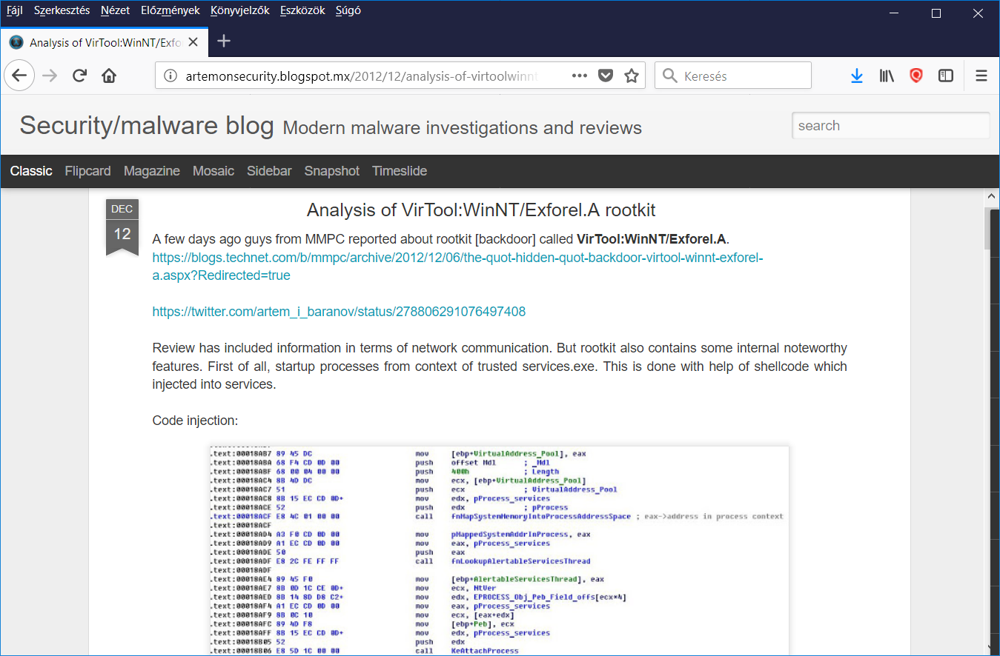 Fájl Szerkesztés Nézet Előzmények Könyvjelzők Eszközök Súgó
Analysis of VirTool:WinNT/Exfo
artemonsecurity.blogspot.mx/2012/12/analysis-of-virtoolwinnt
Keresés
Security/malware blog Modern malware investigations and reviews
search
Classic Flipcard Magazine Mosaic Sidebar Snapshot Timeslide
DEC
12
Analysis of VirTool:WinNT/Exforel.A rootkit
A few days ago guys from MMPC reported about rootkit [backdoor] called VirTool:WinNT/Exforel.A.
https://blogs.technet.com/b/mmpc/archive/2012/12/06/the-quot-hidden-quot-backdoor-virtool-winnt-exforel-
a.aspx?Redirected=true
https://twitter.com/artem_i_baranov/status/278806291076497408
Review has included information in terms of network communication. But rootkit also contains some internal noteworthy
features. First of all, startup processes from context of trusted services.exe. This is done with help of shellcode which
injected into services.
Code injection:
.text:00018AB7 89 45 DC mov [ebp+VirtualAddress_Pool], eax
.text:00018ABA 68 F4 CD 0D 00 push offset Mdl ; _Mdl
.text:00018ABF 68 00 04 00 00 push 400h ; Length
.text:00018AC4 8B 4D DC mov ecx, [ebp+VirtualAddress_Pool]
.text:00018AC7 51 push ecx ; VirtualAddress_Pool
.text:00018AC8 8B 15 EC CD 0D+ mov edx, pProcess_services
.text:00018ACE 52 push edx ; pProcess
.text:00018ACF E8 4C 01 00 00 call fnMapSystemMemoryIntoProcessAddressSpace ; eax->address in process context
.text:00018ACF
.text:00018AD4 A3 F0 CD 0D 00 mov pMappedSystemAddrInProcess, eax
.text:00018AD9 A1 EC CD 0D 00 mov eax, pProcess_services
.text:00018ADE 50 push eax
.text:00018ADF E8 2C FE FF FF call fnLookupAlertableServicesThread
.text:00018ADF
.text:00018AE4 89 45 F0 mov [ebp+AlertableServicesThread], eax
.text:00018AE7 8B 0D 1C CE 0D+ mov ecx, NtVer
.text:00018AED 8B 14 8D D8 C2+ mov edx, EPROCESS_Obj_Peb_Field_offs[ecx*4]
.text:00018AF4 A1 EC CD 0D 00 mov eax, pProcess_services
.text:00018AF9 8B 0C 10 mov ecx, [eax+edx]
.text:00018AFC 89 4D F8 mov [ebp+Peb], ecx
.text:00018AFF 8B 15 EC CD 0D+ mov edx, pProcess_services
.text:00018B05 52 push edx
.text:00018B06 E8 5D 1C 00 00 call KeAttachProcess